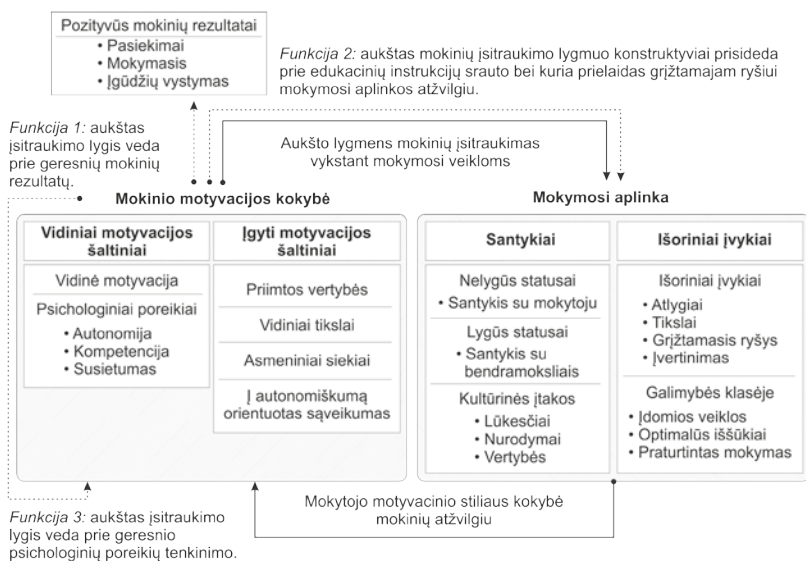 Pozityvūs mokinių rezultatai
• Pasiekimai
• Mokymasis
• Įgūdžių vystymas
Funkcija 2: aukštas mokinių įsitraukimo lygmuo konstruktyviai prisideda
prie edukacinių instrukcijų srauto bei kuria prielaidas grįžtamajam ryšiui
mokymosi aplinkos atžvilgiu.
Funkcija 1: aukštas
įsitraukimo lygis veda
prie geresnių mokinių
rezultatų.
Aukšto lygmens mokinių įsitraukimas
vykstant mokymosi veikloms
Mokinio motyvacijos kokybė
Vidiniai motyvacijos
šaltiniai
Vidinė motyvacija
Psichologiniai poreikiai
• Autonomija
• Kompetencija
• Susietumas
Įgyti motyvacijos
šaltiniai
Priimtos vertybės
Vidiniai tikslai
Asmeniniai siekiai
Į autonomiškumą
orientuotas sąveikumas
Mokymosi aplinka
Santykiai
Nelygūs statusai
• Santykis su mokytoju
Lygūs statusai
• Santykis su
bendramoksliais
Kultūrinės įtakos
• Lūkesčiai
• Nurodymai
• Vertybės
Išoriniai įvykiai
Išoriniai įvykiai
• Atlygiai
• Tikslai
• Grįžtamasis ryšys
• Įvertinimas
Galimybės klasėje
• Įdomios veiklos
• Optimalūs iššūkiai
• Praturtintas mokymas
Mokytojo motyvacinio stiliaus kokybė
mokinių atžvilgiu
Funkcija 3: aukštas įsitraukimo
lygis veda prie geresnio
psichologinių poreikių tenkinimo.